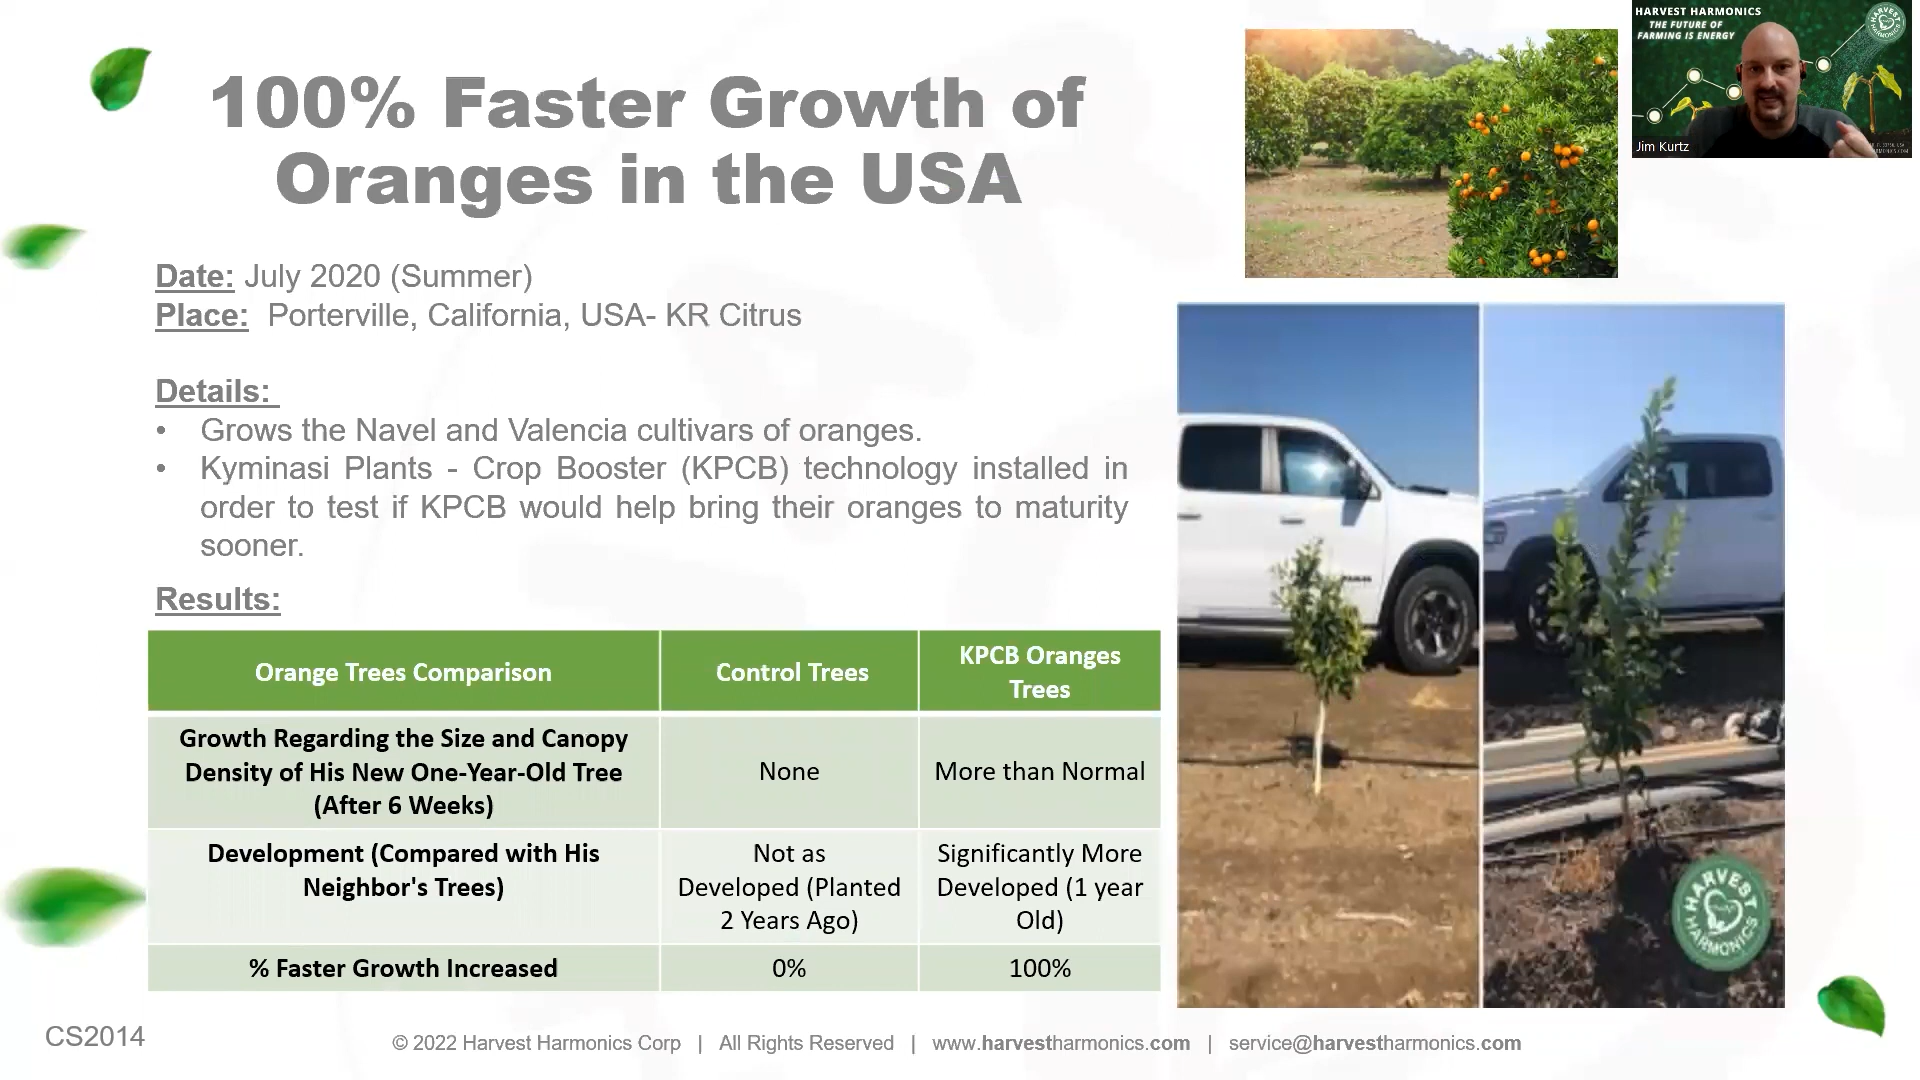 HARVEST HARMONICS
THE FUTURE OF
FARMING IS ENERGY
Jim Kurtz
100% Faster Growth of
Oranges in the USA
Date: July 2020 (Summer)
Place: Porterville, California, USA- KR Citrus
Details:
• Grows the Navel and Valencia cultivars of oranges.
• Kyminasi Plants - Crop Booster (KPCB) technology installed in
order to test if KPCB would help bring their oranges to maturity
sooner.
Results:
Orange Trees Comparison
Control Trees
KPCB Oranges
Trees
Growth Regarding the Size and Canopy
Density of His New One-Year-Old Tree
(After 6 Weeks)
None
More than Normal
Development (Compared with His
Neighbor's Trees)
Not as
Developed (Planted
2 Years Ago)
Significantly More
Developed (1 year
Old)
% Faster Growth Increased
0%
100%
HARVEST
HARMONICS
CS2014
© 2022 Harvest Harmonics Corp | All Rights Reserved | www.harvestharmonics.com | service@harvestharmonics.com